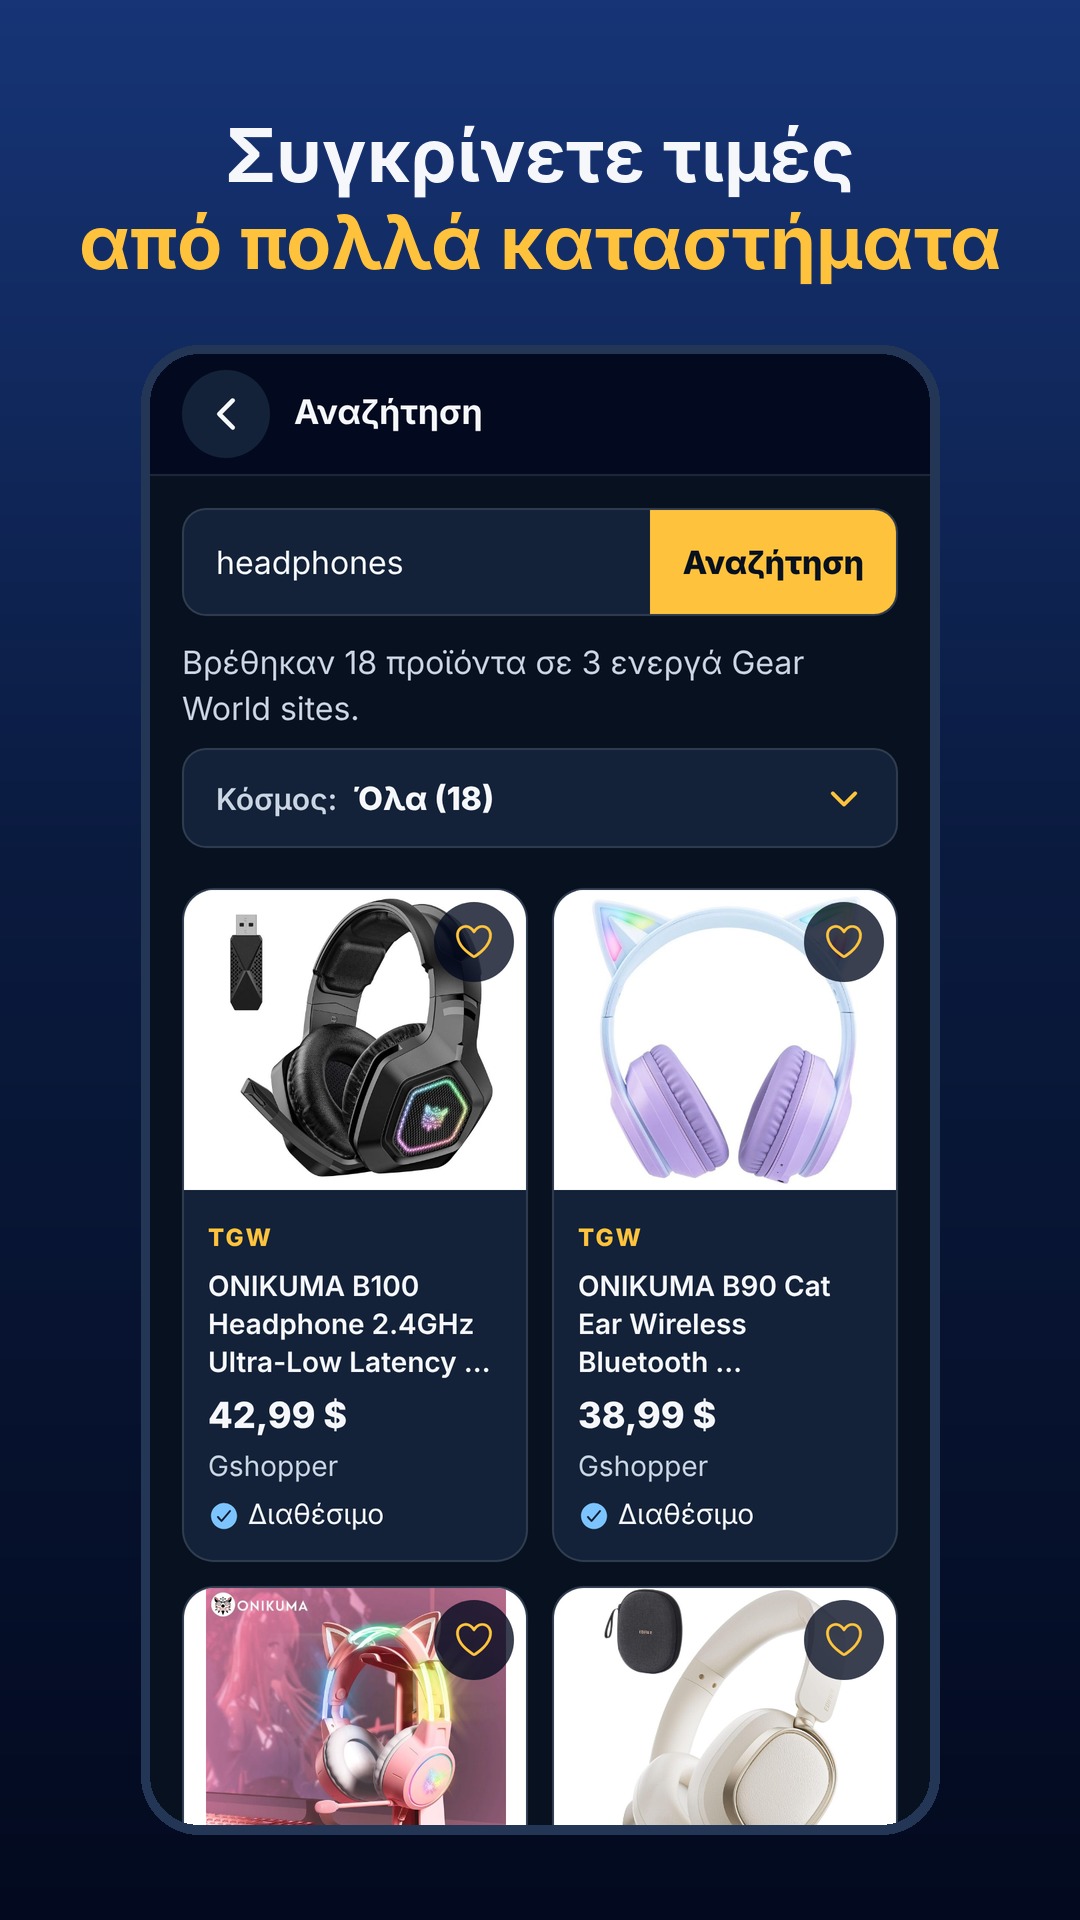 Συγκρίνετε τιμές
από πολλά καταστήματα
Αναζήτηση
headphones
Αναζήτηση
Βρέθηκαν 18 προϊόντα σε 3 ενεργά Gear
World sites.
Κόσμος: Όλα (18)
TGW
ONIKUMA B100
Headphone 2.4GHz
Ultra-Low Latency ...
42,99 $
Gshopper
Διαθέσιμο
TGW
ONIKUMA B90 Cat
Ear Wireless
Bluetooth ...
38,99 $
Gshopper
Διαθέσιμο
ONIKUMA